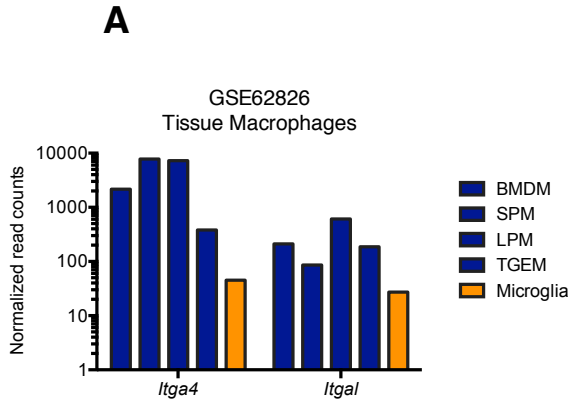 A
GSE62826
Tissue Macrophages
Normalized read counts
10000
1000
100
10
1
Itga4
Itgal
BMDM
SPM
LPM
TGEM
Microglia